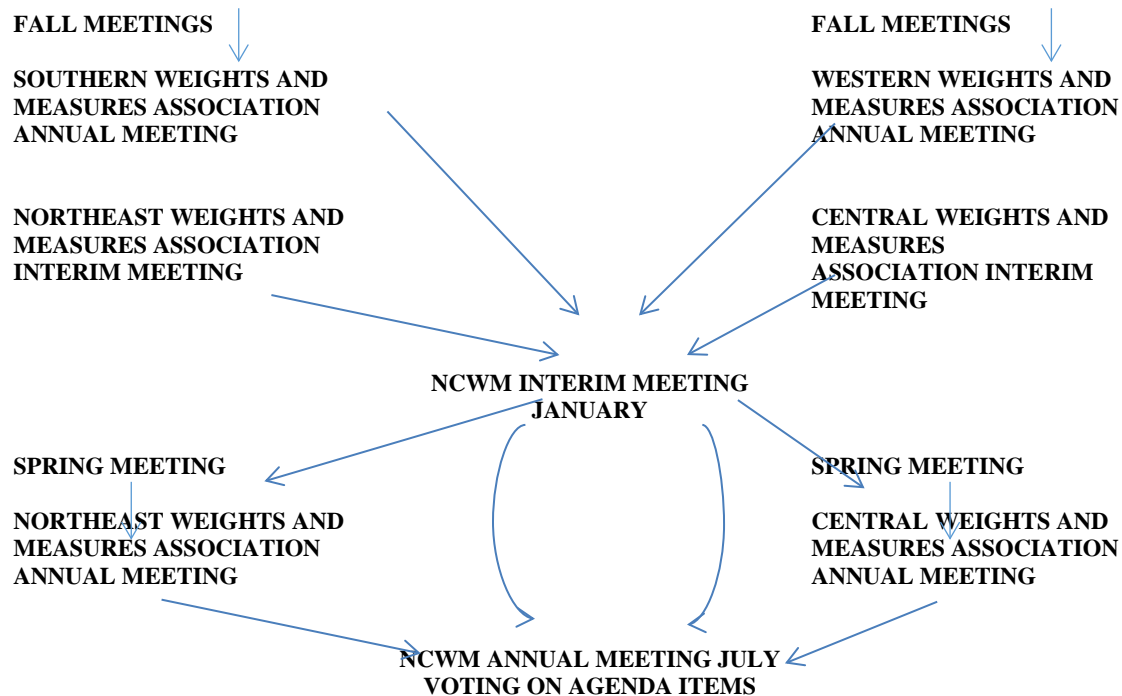 FALL MEETINGS
SOUTHERN WEIGHTS AND
MEASURES ASSOCIATION
ANNUAL MEETING
FALL MEETINGS
WESTERN WEIGHTS AND
MEASURES ASSOCIATION
ANNUAL MEETING
NORTHEAST WEIGHTS AND
MEASURES ASSOCIATION
INTERIM MEETING
CENTRAL WEIGHTS AND
MEASURES
ASSOCIATION INTERIM
MEETING
NCWM INTERIM MEETING
JANUARY
SPRING MEETING
NORTHEAST WEIGHTS AND
MEASURES ASSOCIATION
ANNUAL MEETING
SPRING MEETING
CENTRAL WEIGHTS AND
MEASURES ASSOCIATION
ANNUAL MEETING
NCWM ANNUAL MEETING JULY
VOTING ON AGENDA ITEMS